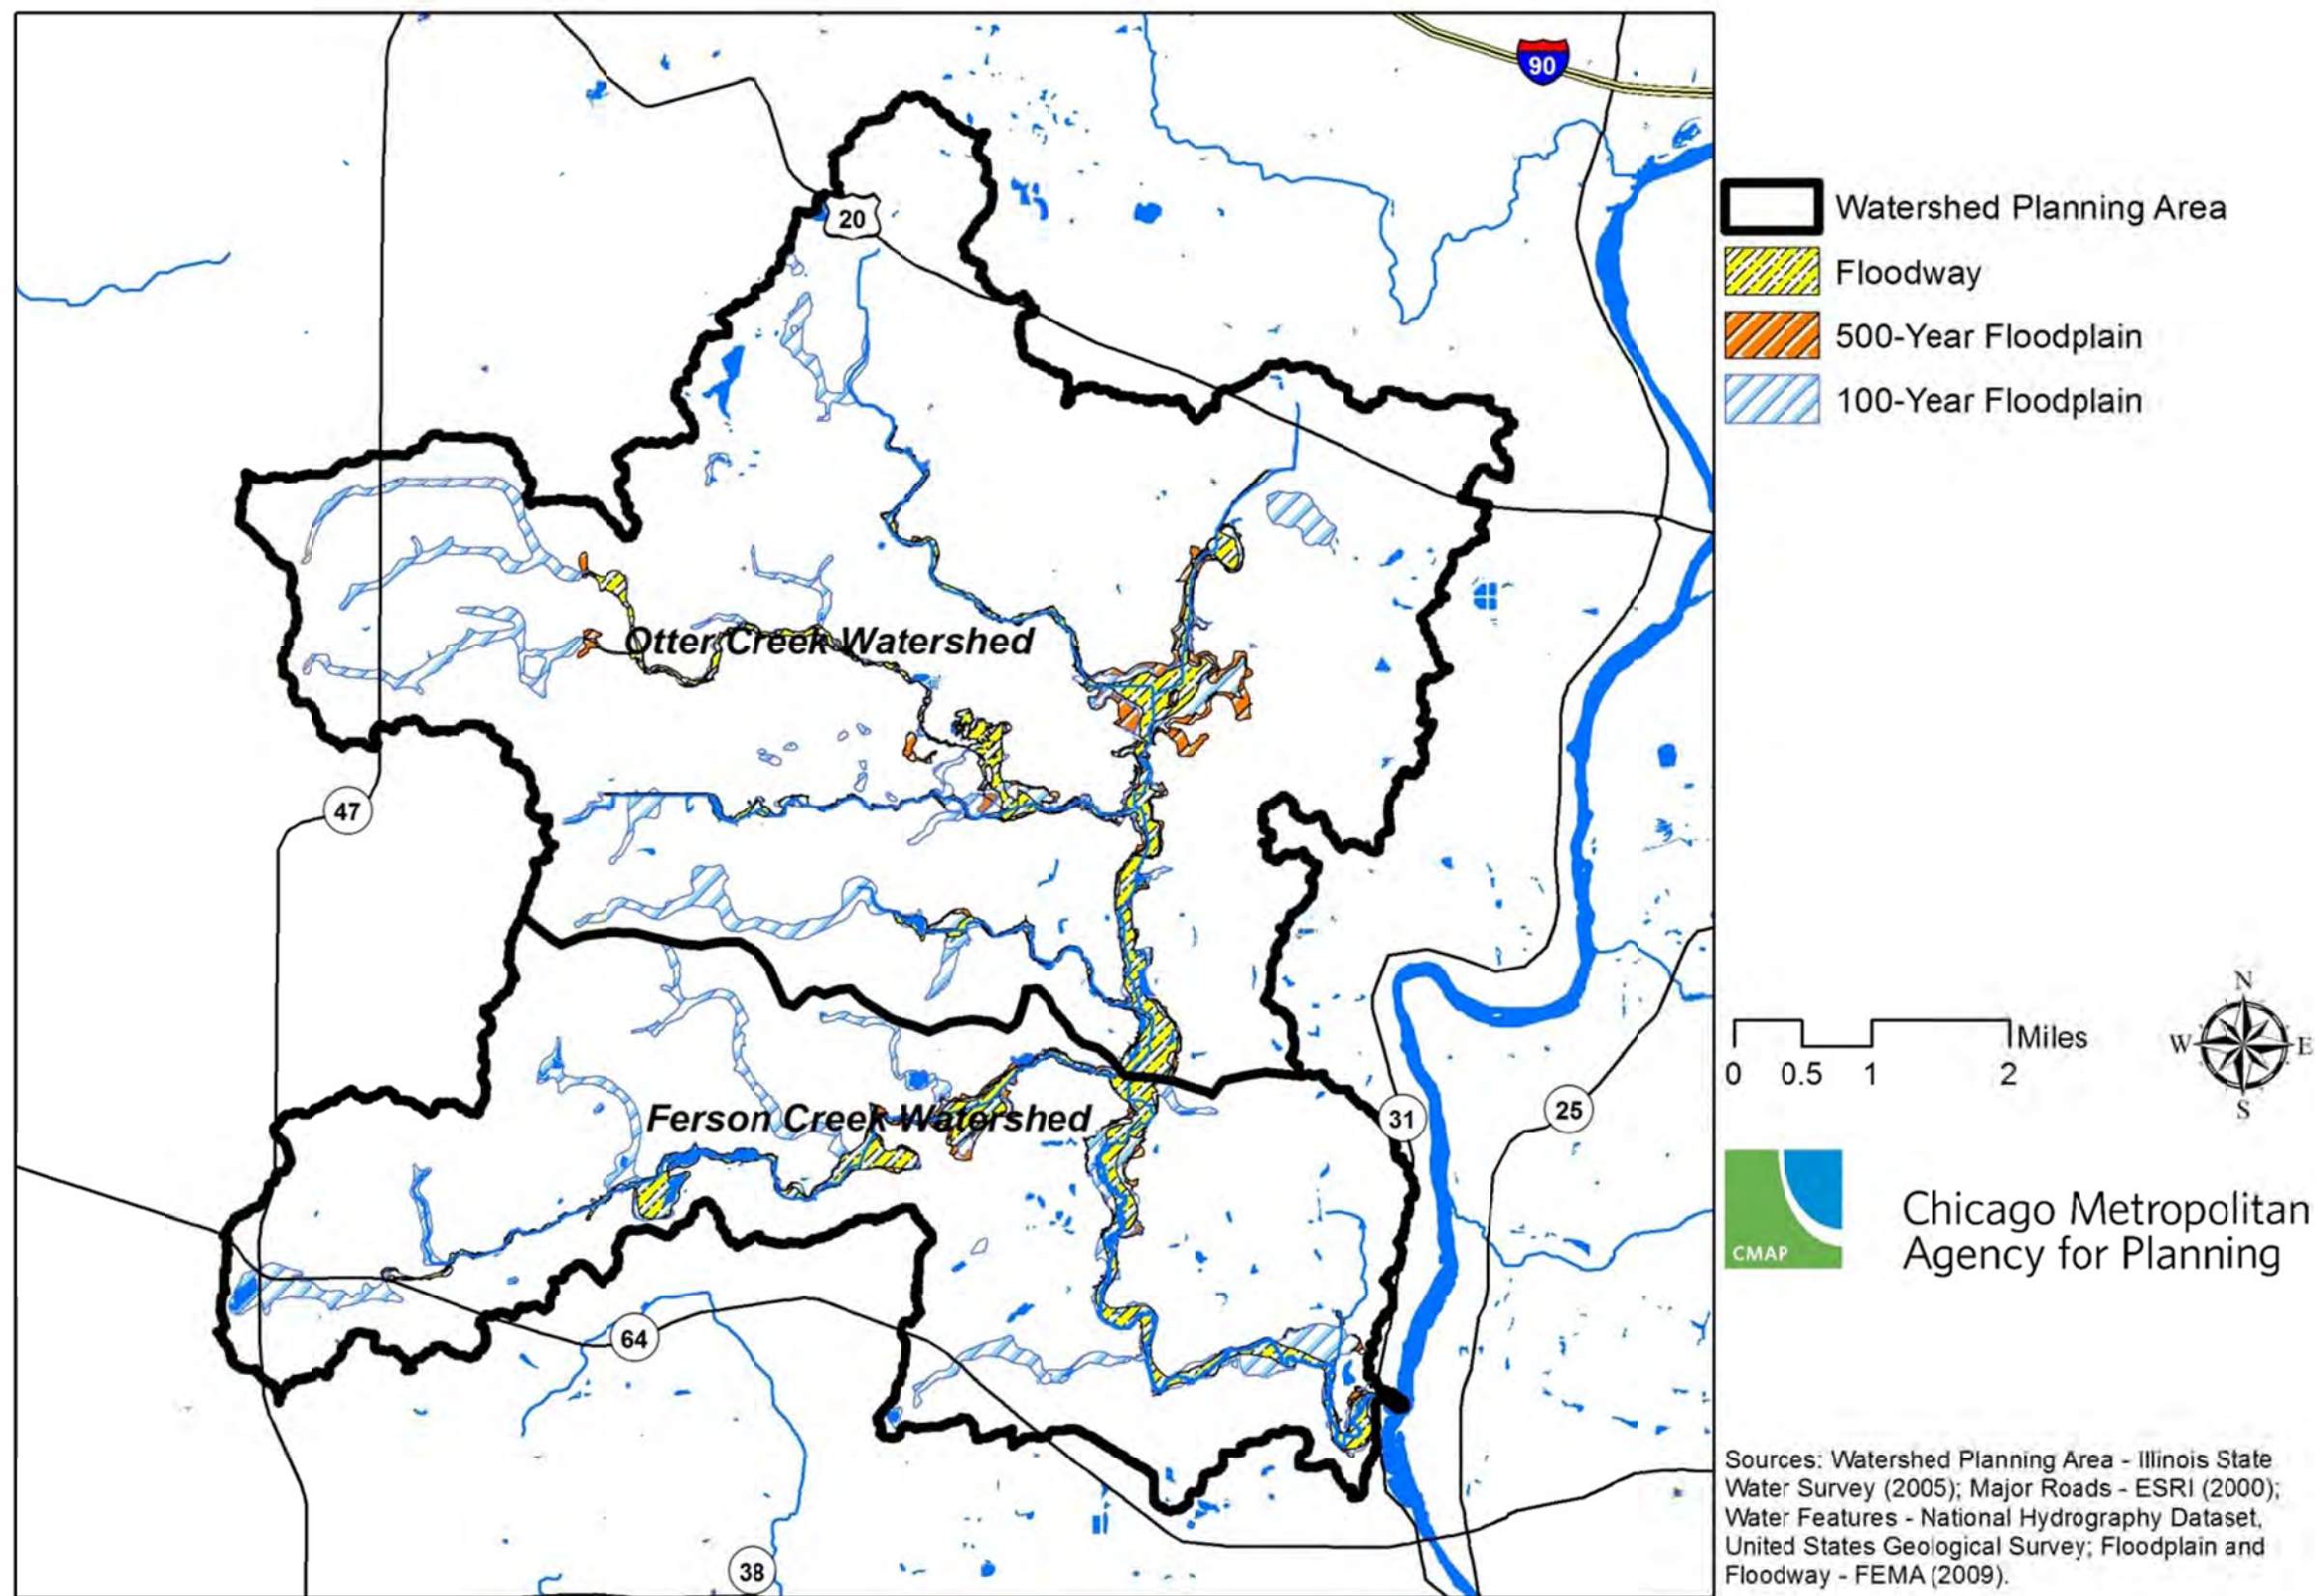 90
20
Watershed Planning Area
Floodway
500-Year Floodplain
100-Year Floodplain
Otter Creek Watershed
47
N
W E
S
Miles
0 0.5 1 2
Ferson Creek Watershed
31
25
CMAP
Chicago Metropolitan
Agency for Planning
64
38
Sources: Watershed Planning Area - Illinois State
Water Survey (2005); Major Roads - ESRI (2000);
Water Features - National Hydrography Dataset,
United States Geological Survey; Floodplain and
Floodway - FEMA (2009).